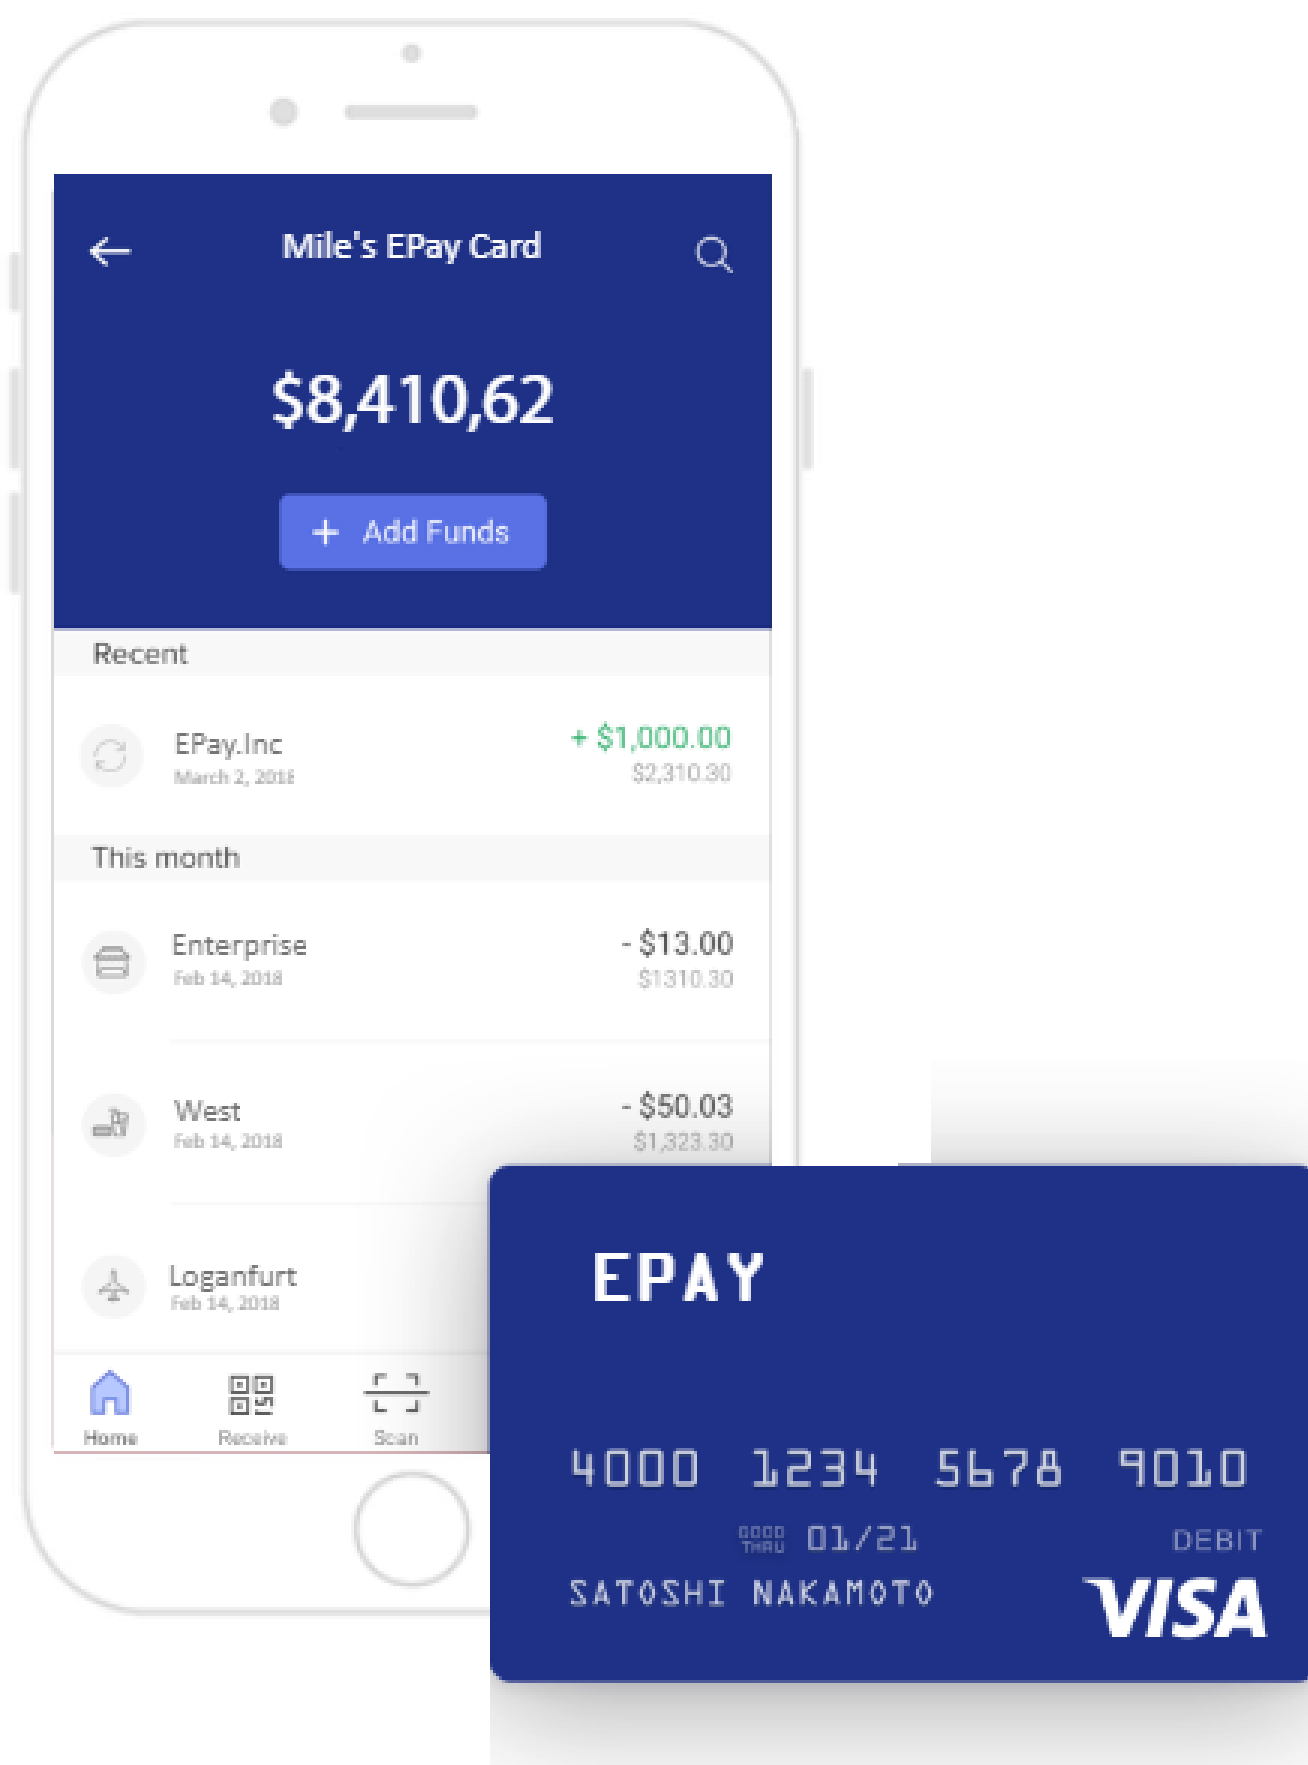 Mile's EPay Card
$8,410,62
+ Add Funds
Recent
EPay.Inc
+ $1,000.00
March 2, 2018
$2,310.30
This month
Enterprise
- $13.00
Feb 14, 2018
$1310.30
West
- $50.03
Feb 14, 2018
$1,323.30
Loganfurt
Feb 14, 2018
Home
Receive
Scan
EPAY
4000 1234 5678 9010
GOOD
THRU
01/21
DEBIT
SATOSHI NAKAMOTO
VISA